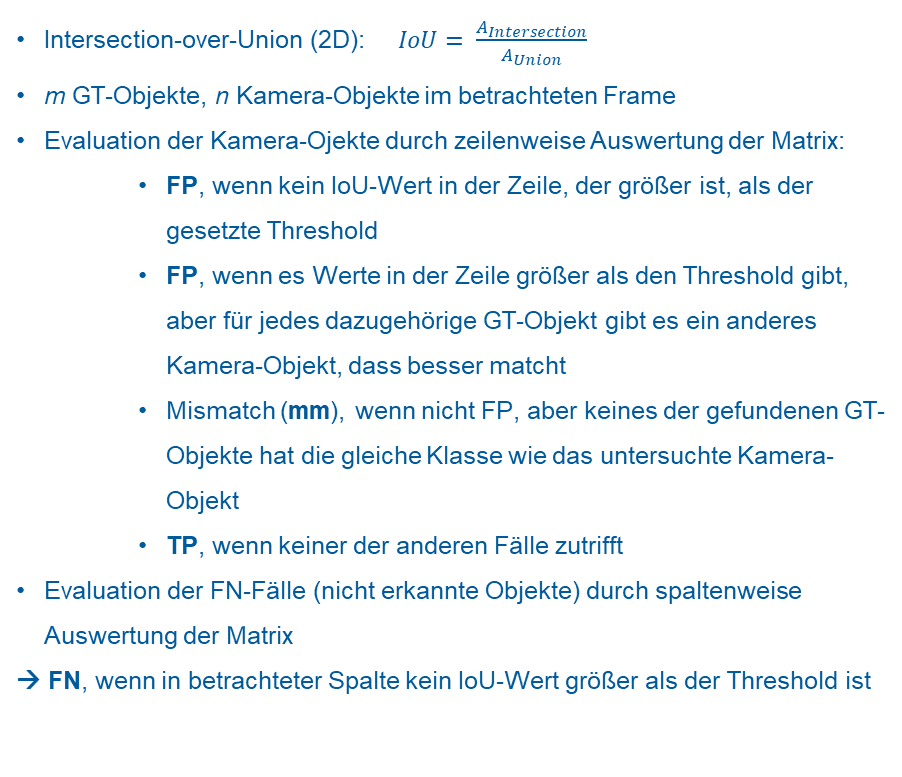 • Intersection-over-Union (2D): IoU = A_Intersection / A_Union
• m GT-Objekte, n Kamera-Objekte im betrachteten Frame
• Evaluation der Kamera-Ojekte durch zeilenweise Auswertung der Matrix:
• FP, wenn kein IoU-Wert in der Zeile, der größer ist, als der
gesetzte Threshold
• FP, wenn es Werte in der Zeile größer als den Threshold gibt,
aber für jedes dazugehörige GT-Objekt gibt es ein anderes
Kamera-Objekt, dass besser matcht
• Mismatch (mm), wenn nicht FP, aber keines der gefundenen GT-
Objekte hat die gleiche Klasse wie das untersuchte Kamera-
Objekt
• TP, wenn keiner der anderen Fälle zutrifft
• Evaluation der FN-Fälle (nicht erkannte Objekte) durch spaltenweise
Auswertung der Matrix
→ FN, wenn in betrachteter Spalte kein IoU-Wert größer als der Threshold ist